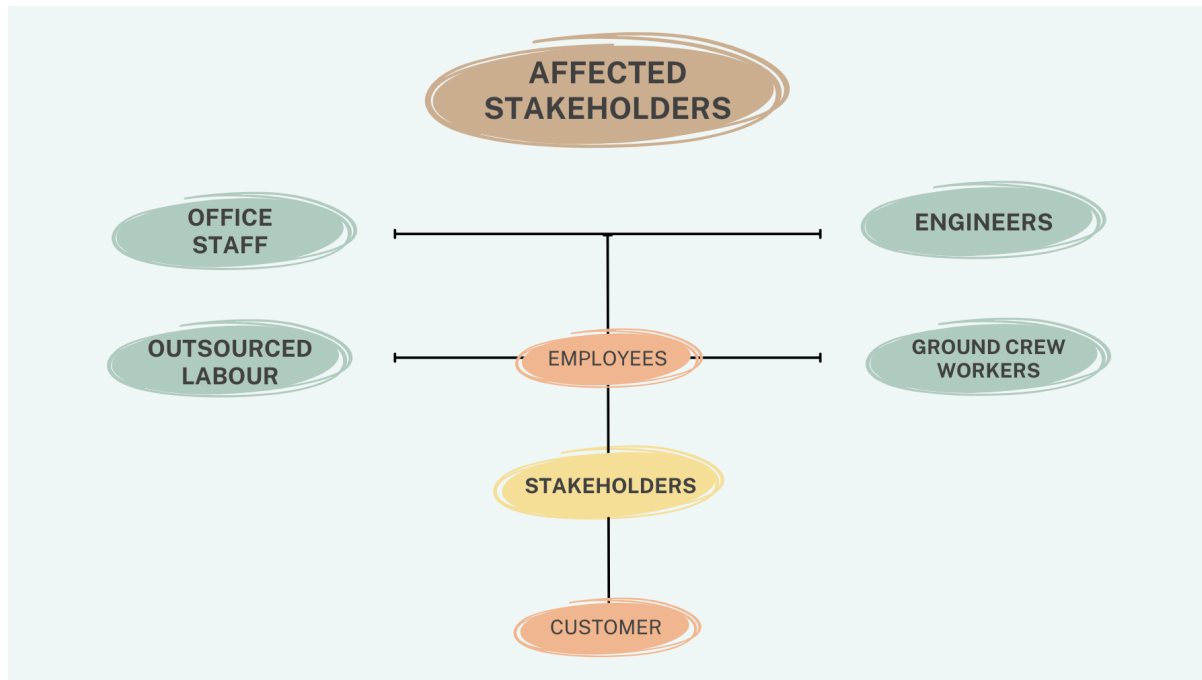 AFFECTED
STAKEHOLDERS
OFFICE
STAFF
ENGINEERS
OUTSOURCED
LABOUR
EMPLOYEES
GROUND CREW
WORKERS
STAKEHOLDERS
CUSTOMER